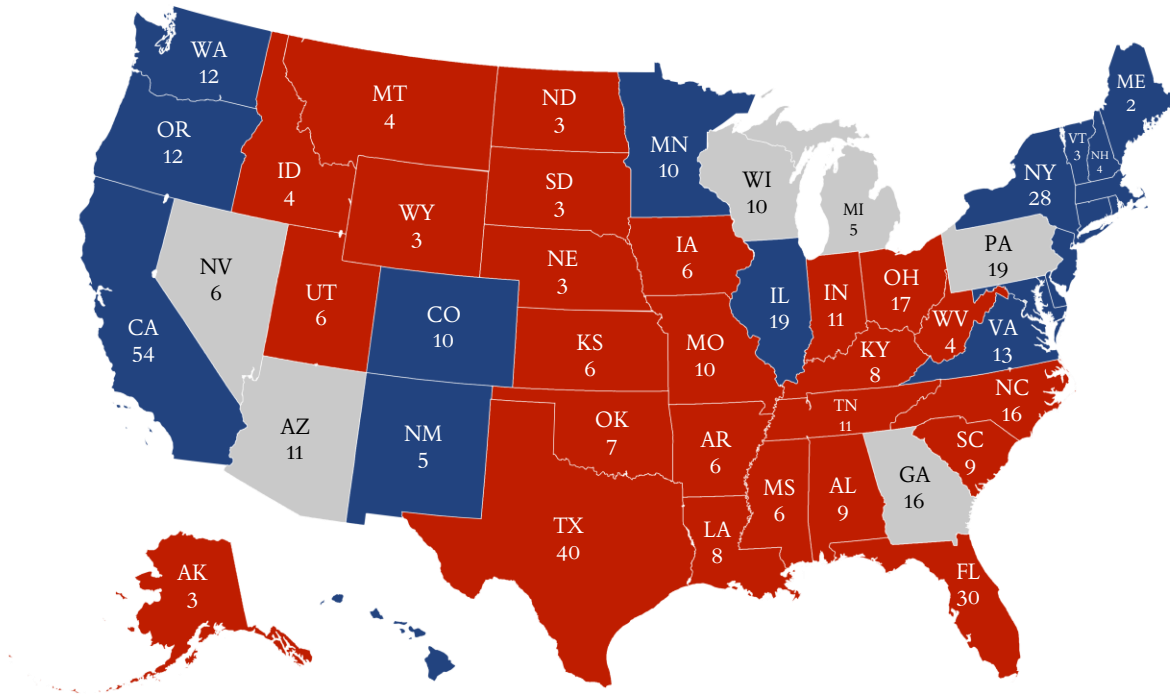 WA
12
OR
12
CA
54
NV
6
ID
4
MT
4
WY
3
UT
6
AZ
11
CO
10
NM
5
ND
3
SD
3
NE
3
KS
6
OK
7
TX
40
MN
10
IA
6
MO
10
AR
6
LA
8
WI
10
IL
19
MI
5
IN
11
OH
17
KY
8
TN
11
MS
6
AL
9
GA
16
FL
30
SC
9
NC
16
VA
13
WV
4
PA
19
NY
28
VT
3
NH
4
ME
2
AK
3